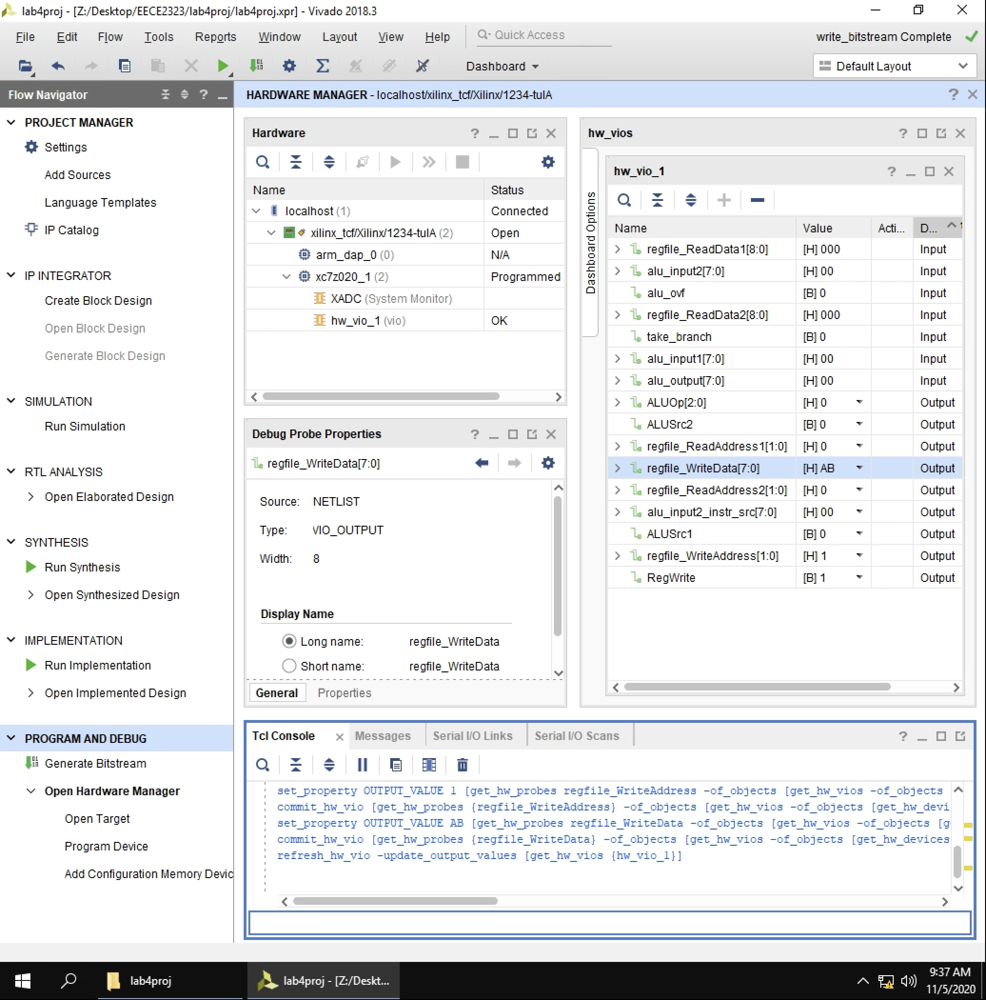 lab4proj - [Z:/Desktop/EECE2323/lab4proj/lab4proj.xpr] - Vivado 2018.3
File Edit Flow Tools Reports Window Layout View Help Quick Access write_bitstream Complete
Dashboard Default Layout
Flow Navigator
PROJECT MANAGER
Settings
Add Sources
Language Templates
IP Catalog
IP INTEGRATOR
Create Block Design
Open Block Design
Generate Block Design
SIMULATION
Run Simulation
RTL ANALYSIS
Open Elaborated Design
SYNTHESIS
Run Synthesis
Open Synthesized Design
IMPLEMENTATION
Run Implementation
Open Implemented Design
PROGRAM AND DEBUG
Generate Bitstream
Open Hardware Manager
Open Target
Program Device
Add Configuration Memory Devic
HARDWARE MANAGER - localhost/xilinx_tcf/Xilinx/1234-tulA
Hardware
Name Status
localhost (1) Connected
xilinx_tcf/Xilinx/1234-tulA (2) Open
arm_dap_0 (0) N/A
xc7z020_1 (2) Programmed
XADC (System Monitor)
hw_vio_1 (vio) OK
Debug Probe Properties
regfile_WriteData[7:0]
Source: NETLIST
Type: VIO_OUTPUT
Width: 8
Display Name
Long name: regfile_WriteData
Short name: regfile_WriteData
General Properties
hw_vios
Dashboard Options
hw_vio_1
Name Value Acti... D... 1
regfile_ReadData1[8:0] [H] 000 Input
alu_input2[7:0] [H] 00 Input
alu_ovf [B] 0 Input
regfile_ReadData2[8:0] [H] 000 Input
take_branch [B] 0 Input
alu_input1[7:0] [H] 00 Input
alu_output[7:0] [H] 00 Input
ALUOp[2:0] [H] 0 Output
ALUSrc2 [B] 0 Output
regfile_ReadAddress1[1:0] [H] 0 Output
regfile_WriteData[7:0] [H] AB Output
regfile_ReadAddress2[1:0] [H] 0 Output
alu_input2_instr_src[7:0] [H] 00 Output
ALUSrc1 [B] 0 Output
regfile_WriteAddress[1:0] [H] 1 Output
RegWrite [B] 1 Output
Tcl Console Messages Serial I/O Links Serial I/O Scans
set_property OUTPUT_VALUE 1 [get_hw_probes regfile_WriteAddress -of_objects [get_hw_vios -of_objects
commit_hw_vio [get_hw_probes {regfile_WriteAddress} -of_objects [get_hw_vios -of_objects [get_hw_devi
set_property OUTPUT_VALUE AB [get_hw_probes regfile_WriteData -of_objects [get_hw_vios -of_objects [g
commit_hw_vio [get_hw_probes {regfile_WriteData} -of_objects [get_hw_vios -of_objects [get_hw_devices
refresh_hw_vio -update_output_values [get_hw_vios {hw_vio_1}]
lab4proj
lab4proj - [Z:/Deskt...
9:37 AM
11/5/2020